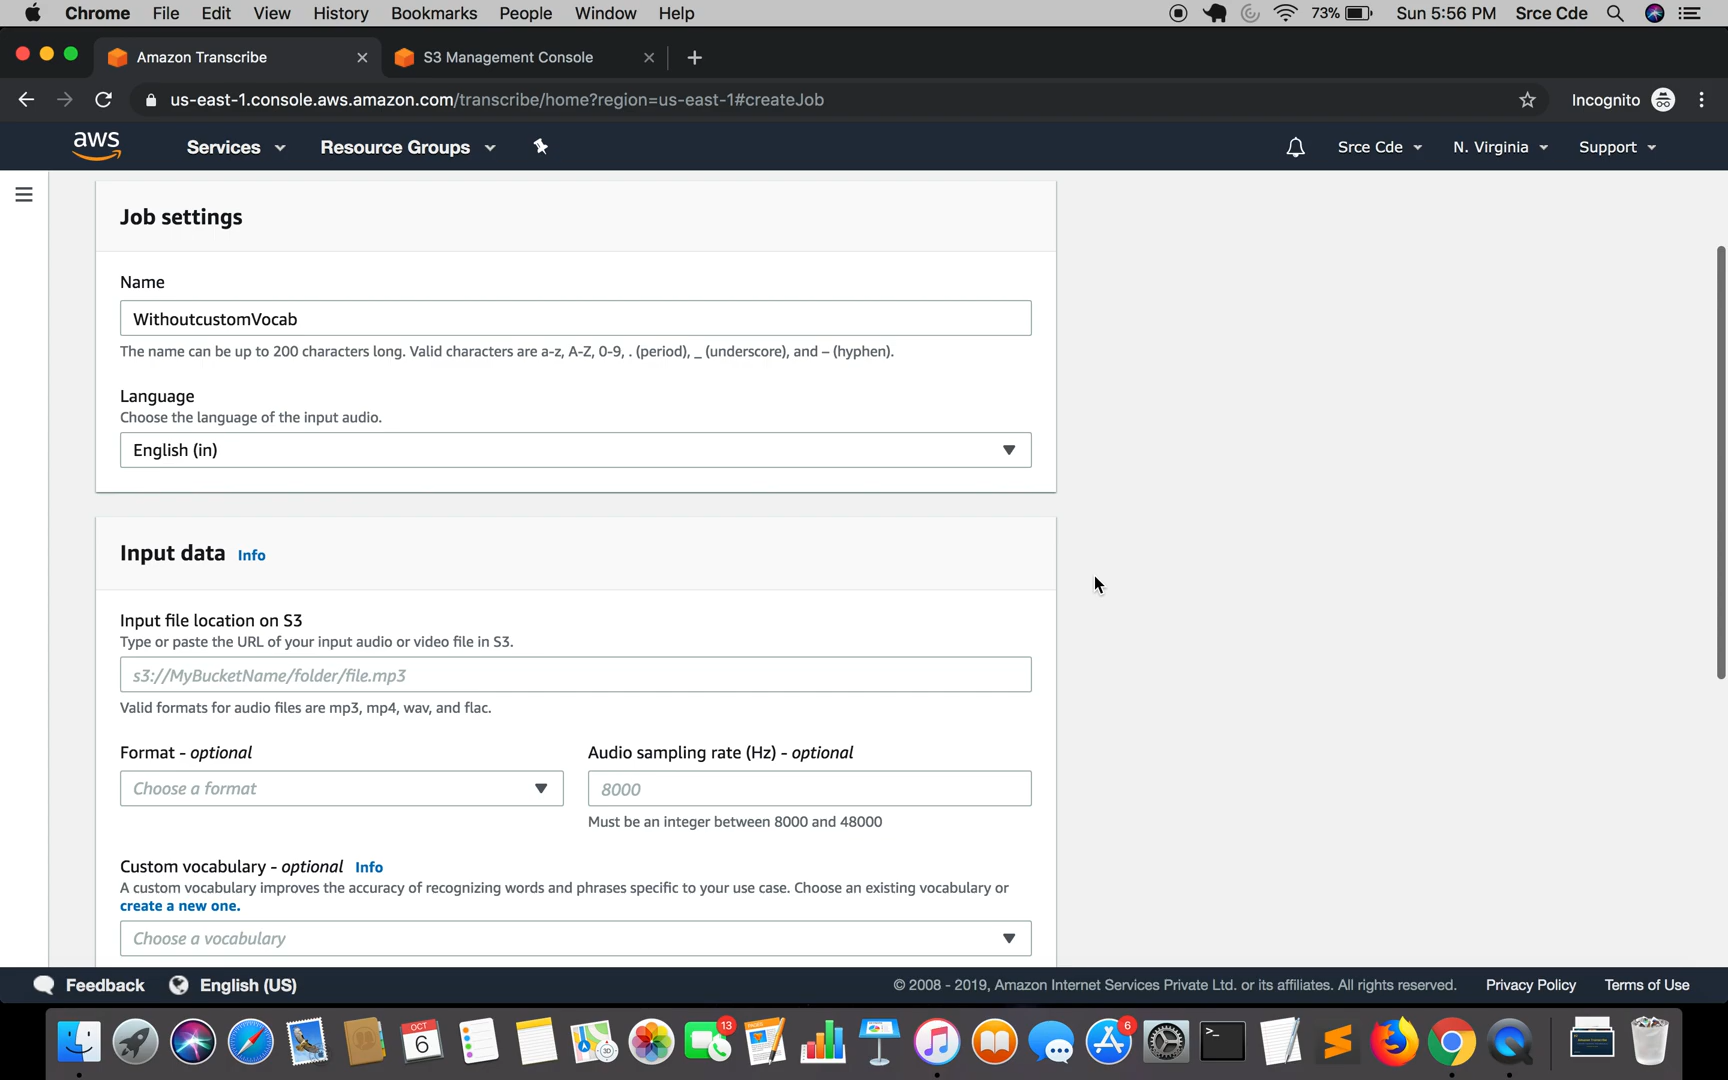 Chrome File Edit View History Bookmarks People Window Help 73% Sun 5:56 PM Srce Cde
Amazon Transcribe S3 Management Console
us-east-1.console.aws.amazon.com/transcribe/home?region=us-east-1#createJob Incognito
aws Services Resource Groups Srce Cde N. Virginia Support
Job settings
Name
WithoutcustomVocab
The name can be up to 200 characters long. Valid characters are a-z, A-Z, 0-9, . (period), _ (underscore), and – (hyphen).
Language
Choose the language of the input audio.
English (in)
Input data Info
Input file location on S3
Type or paste the URL of your input audio or video file in S3.
s3://MyBucketName/folder/file.mp3
Valid formats for audio files are mp3, mp4, wav, and flac.
Format - optional Audio sampling rate (Hz) - optional
Choose a format 8000
Must be an integer between 8000 and 48000
Custom vocabulary - optional Info
A custom vocabulary improves the accuracy of recognizing words and phrases specific to your use case. Choose an existing vocabulary or
create a new one.
Choose a vocabulary
Feedback English (US) © 2008 - 2019, Amazon Internet Services Private Ltd. or its affiliates. All rights reserved. Privacy Policy Terms of Use
OCT
6
13
6